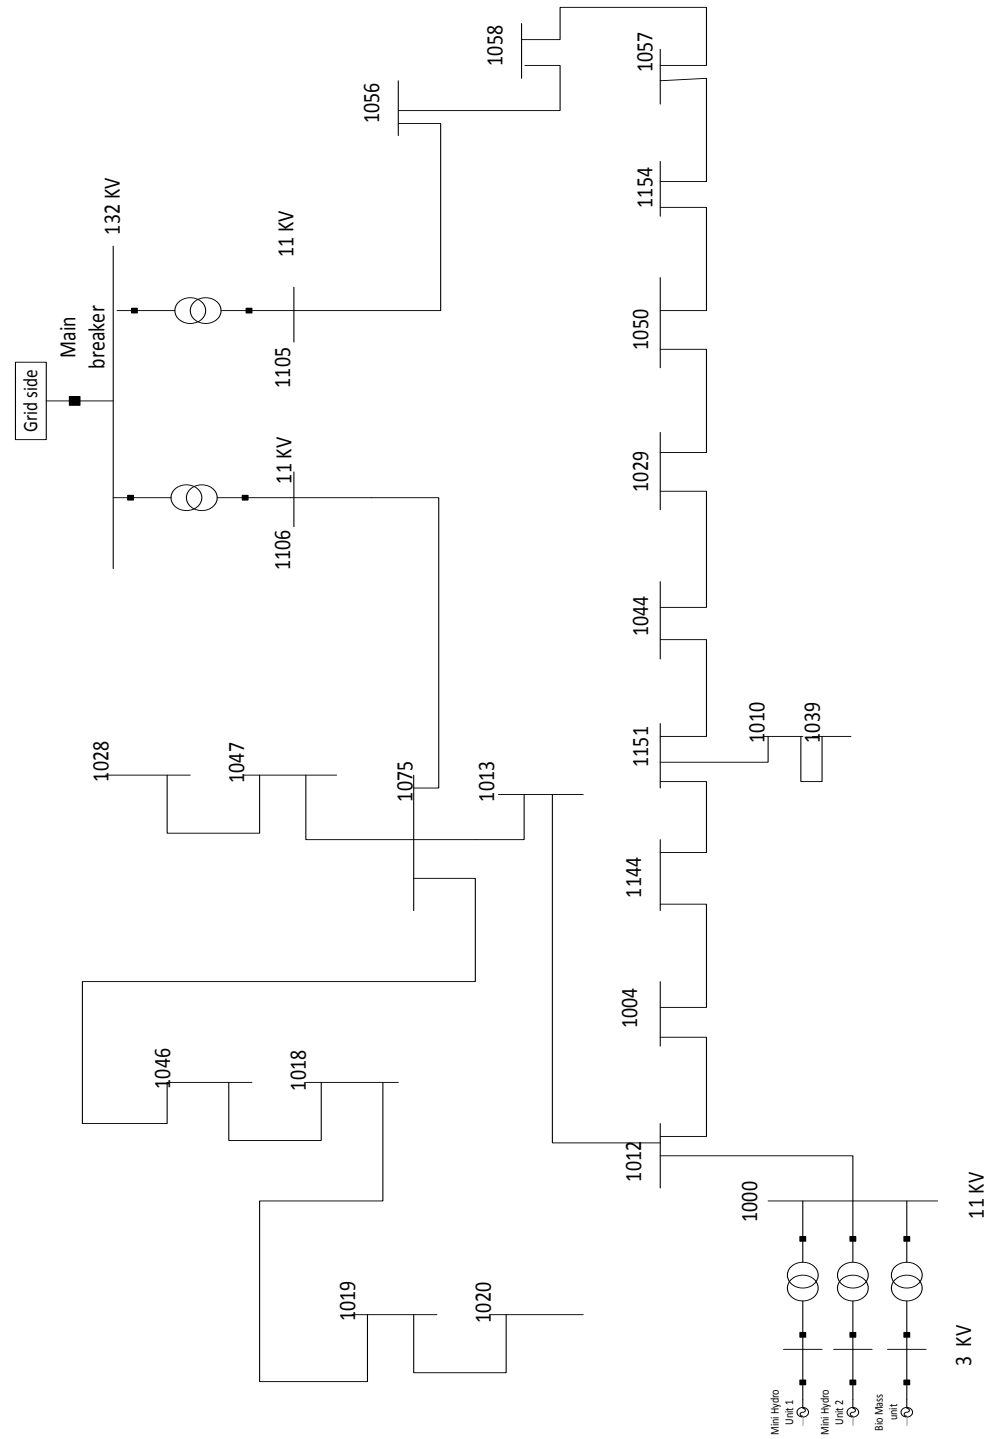 1058
1057
1056
132 KV
1154
11 KV
Main
breaker
Grid side
1105
1050
11 KV
1106
1029
1044
1028
1047
1075
1013
1151
1010
1039
1144
1004
1046
1018
1012
1000
11 KV
1019
1020
3 KV
Mini Hydro
Unit 1
Mini Hydro
Unit 2
Bio Mass
unit